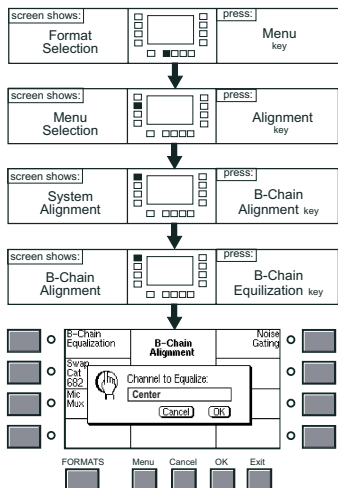 screen shows:
press:
Format
Selection
Menu
key
screen shows:
press:
Menu
Selection
Alignment
key
screen shows:
press:
System
Alignment
B-Chain
Alignment key
screen shows:
press:
B-Chain
Alignment
B-Chain
Equilization key
B-Chain
Equalization
B-Chain
Alignment
Noise
Gating
Swap
Cat
682
Mic
Mux
Channel to Equalize:
Center
Cancel
OK
FORMATS
Menu
Cancel
OK
Exit